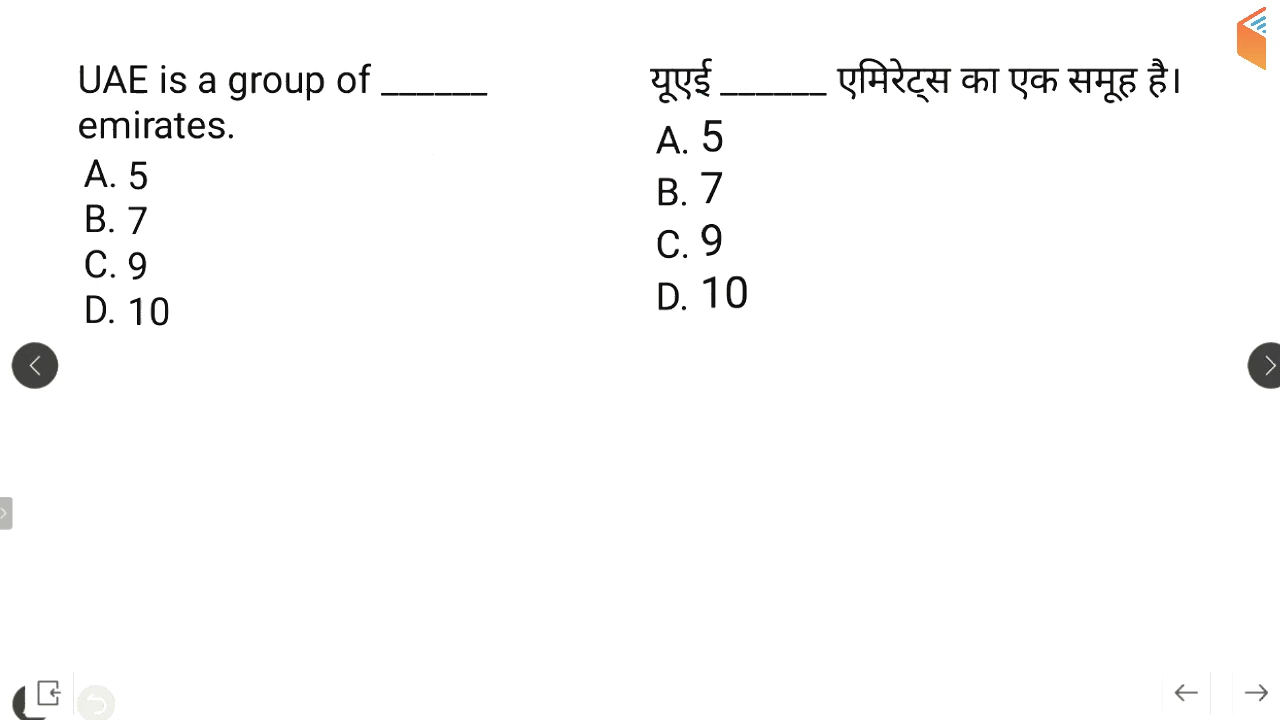 UAE is a group of ______
emirates.
A. 5
B. 7
C. 9
D. 10
यूएई ______ एमिरेट्स का एक समूह है।
A. 5
B. 7
C. 9
D. 10